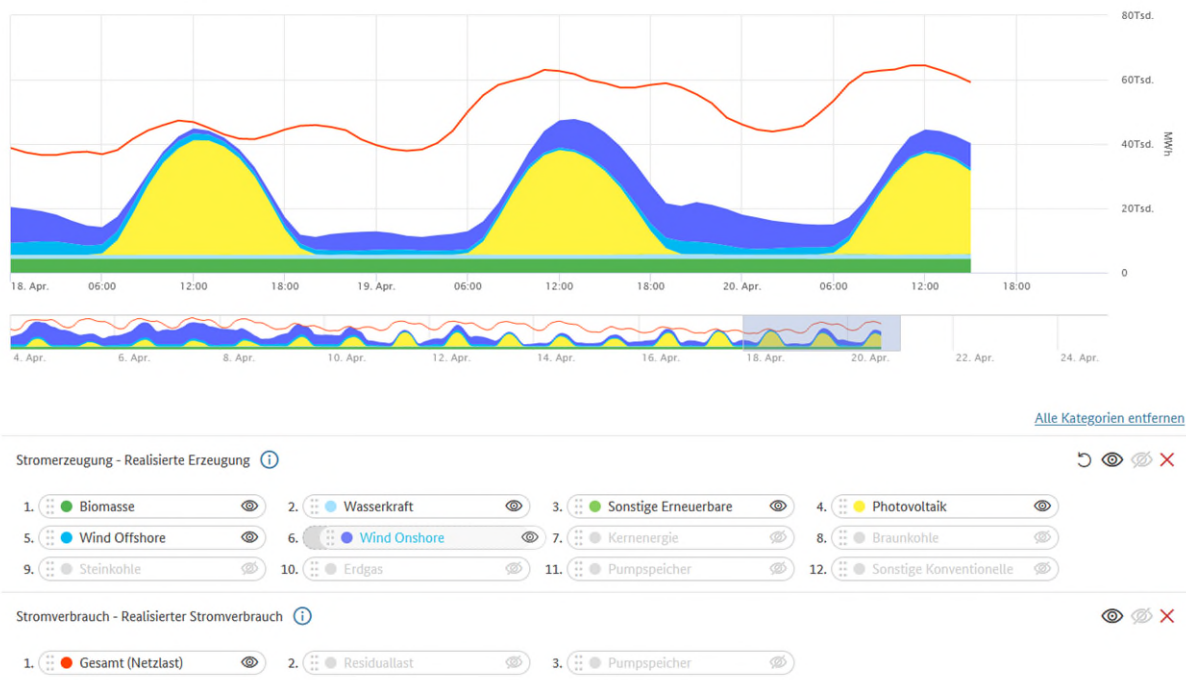 80Tsd.
60Tsd.
40Tsd.
MWh
20Tsd.
0
18. Apr. 06:00 12:00 18:00 19. Apr. 06:00 12:00 18:00 20. Apr. 06:00 12:00 18:00
4. Apr. 6. Apr. 8. Apr. 10. Apr. 12. Apr. 14. Apr. 16. Apr. 18. Apr. 20. Apr. 22. Apr. 24. Apr.
Alle Kategorien entfernen
Stromerzeugung - Realisierte Erzeugung
1. Biomasse 2. Wasserkraft 3. Sonstige Erneuerbare 4. Photovoltaik
5. Wind Offshore 6. Wind Onshore 7. Kernenergie 8. Braunkohle
9. Steinkohle 10. Erdgas 11. Pumpspeicher 12. Sonstige Konventionelle
Stromverbrauch - Realisierter Stromverbrauch
1. Gesamt (Netzlast) 2. Residuallast 3. Pumpspeicher